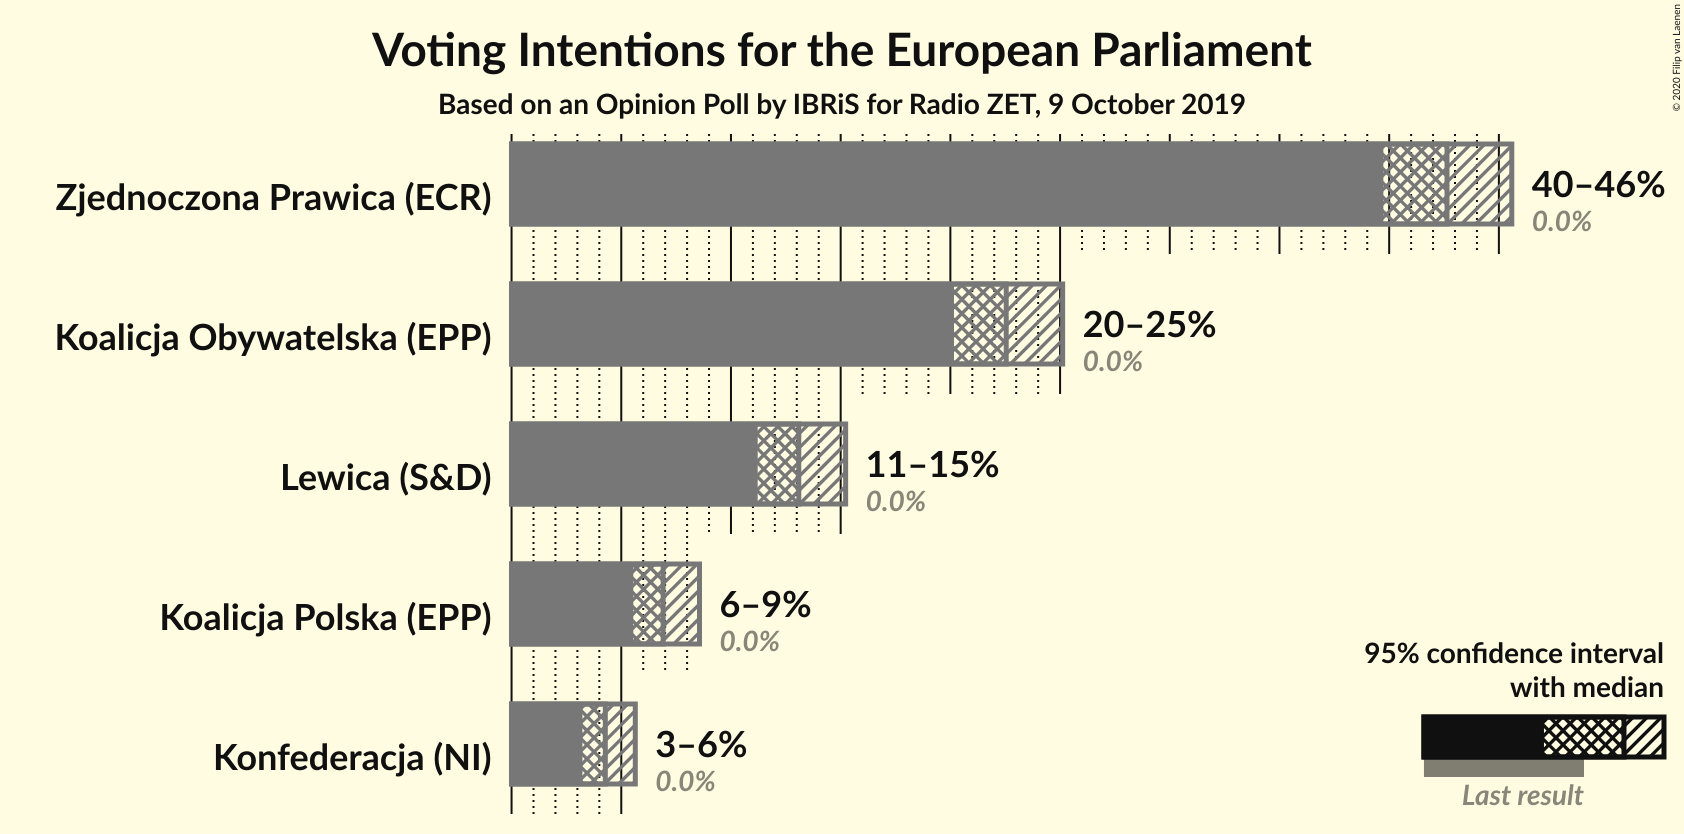 Voting Intentions for the European Parliament
Based on an Opinion Poll by IBRiS for Radio ZET, 9 October 2019
© 2020 Filip van Laenen
Zjednoczona Prawica (ECR)
40–46%
0.0%
Koalicja Obywatelska (EPP)
20–25%
0.0%
Lewica (S&D)
11–15%
0.0%
Koalicja Polska (EPP)
6–9%
0.0%
Konfederacja (NI)
3–6%
0.0%
95% confidence interval
with median
Last result